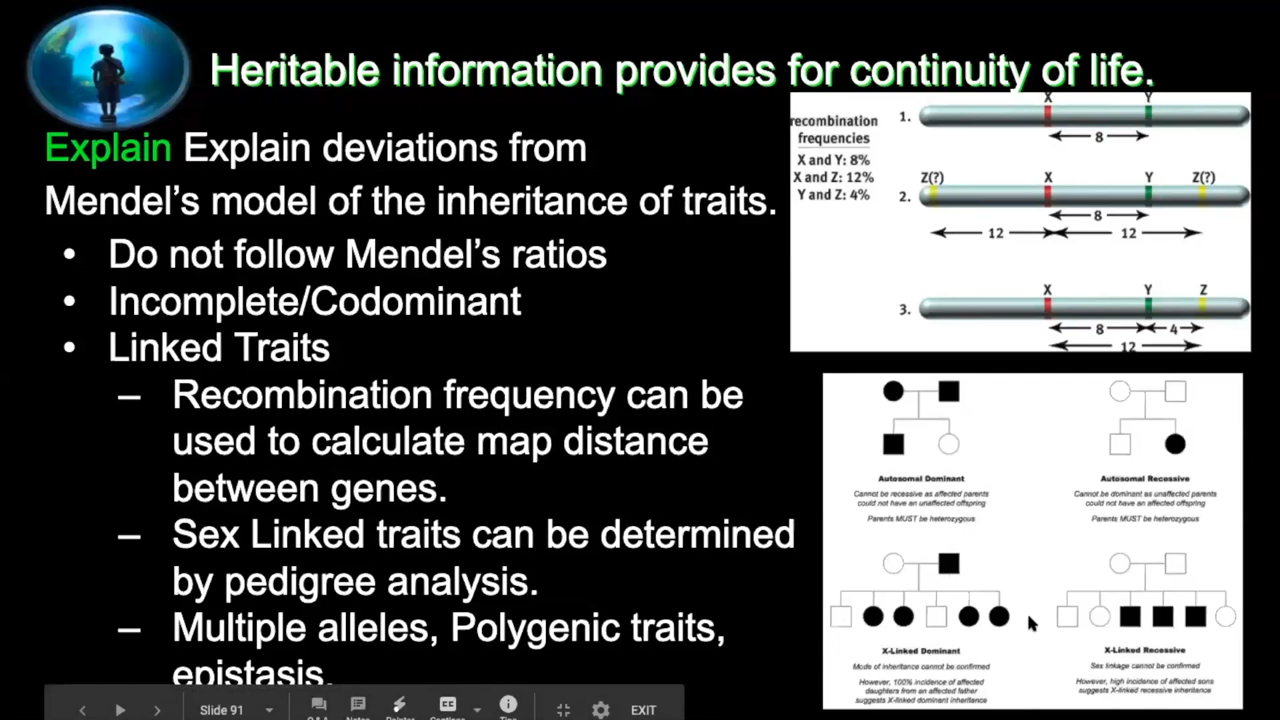 Heritable information provides for continuity of life.
Explain Explain deviations from
Mendel's model of the inheritance of traits.
• Do not follow Mendel's ratios
• Incomplete/Codominant
• Linked Traits
– Recombination frequency can be
used to calculate map distance
between genes.
– Sex Linked traits can be determined
by pedigree analysis.
– Multiple alleles, Polygenic traits,
epistasis.
recombination
frequencies
X and Y: 8%
X and Z: 12%
Y and Z: 4%
X Y
1.
8
Z(?) X Y Z(?)
2.
8
12 12
X Y Z
3.
8 4
12
Autosomal Dominant
Cannot be recessive as affected parents
could not have an unaffected offspring
Parents MUST be heterozygous
Autosomal Recessive
Cannot be dominant as unaffected parents
could not have an affected offspring
Parents MUST be heterozygous
X-Linked Dominant
Mode of inheritance cannot be confirmed
However, 100% incidence of affected
daughters from an affected father
suggests X-linked dominant inheritance
X-Linked Recessive
Sex linkage cannot be confirmed
However, high incidence of affected sons
suggests X-linked recessive inheritance
Slide 91
EXIT